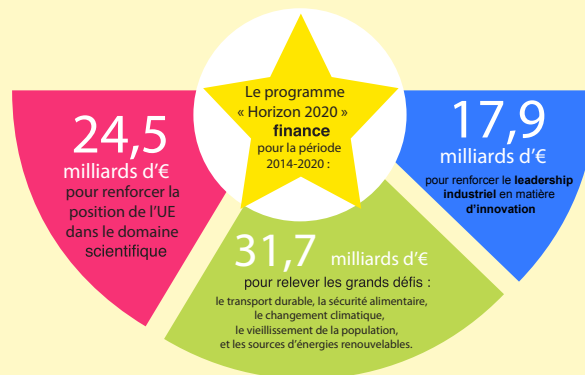 Le programme
« Horizon 2020 »
finance
pour la période
2014-2020 :
24,5
milliards d’€
pour renforcer la
position de l’UE
dans le domaine
scientifique
31,7 milliards d’€
pour relever les grands défis :
le transport durable, la sécurité alimentaire,
le changement climatique,
le vieillissement de la population,
et les sources d’énergies renouvelables.
17,9
milliards d’€
pour renforcer le leadership
industriel en matière
d’innovation